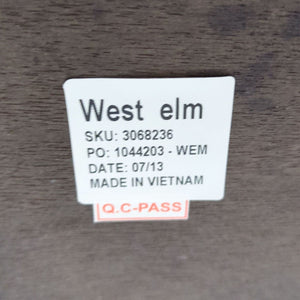 West elm
SKU: 3068236
PO: 1044203 - WEM
DATE: 07/13
MADE IN VIETNAM
Q.C-PASS